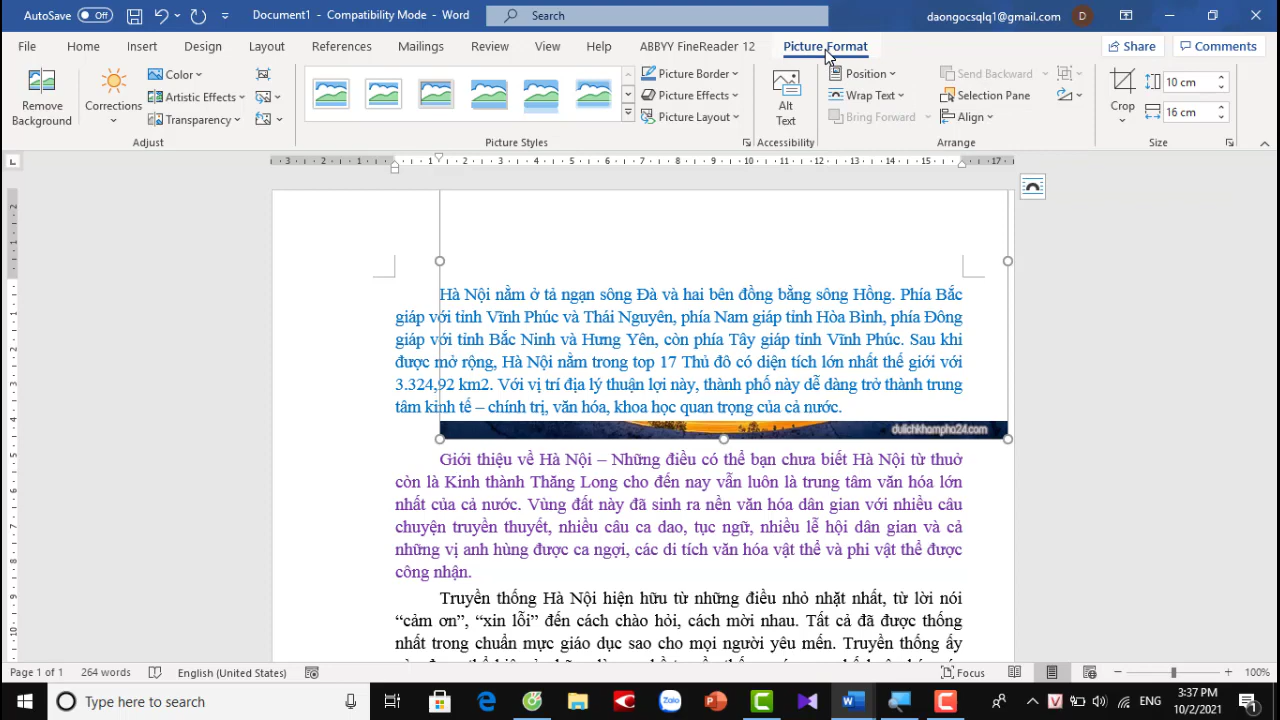 AutoSave Off Document1 - Compatibility Mode - Word Search daongocsqlq1@gmail.com D
File Home Insert Design Layout References Mailings Review View Help ABBYY FineReader 12 Picture Format Share Comments
Remove Background
Corrections
Color
Artistic Effects
Transparency
Adjust
Picture Border
Picture Effects
Picture Layout
Picture Styles
Alt Text
Accessibility
Position
Wrap Text
Bring Forward
Send Backward
Selection Pane
Align
Arrange
Crop
10 cm
16 cm
Size
Hà Nội nằm ở tả ngạn sông Đà và hai bên đồng bằng sông Hồng. Phía Bắc
giáp với tỉnh Vĩnh Phúc và Thái Nguyên, phía Nam giáp tỉnh Hòa Bình, phía Đông
giáp với tỉnh Bắc Ninh và Hưng Yên, còn phía Tây giáp tỉnh Vĩnh Phúc. Sau khi
được mở rộng, Hà Nội nằm trong top 17 Thủ đô có diện tích lớn nhất thế giới với
3.324,92 km2. Với vị trí địa lý thuận lợi này, thành phố này dễ dàng trở thành trung
tâm kinh tế – chính trị, văn hóa, khoa học quan trọng của cả nước.
dulichkhampha24.com
Giới thiệu về Hà Nội – Những điều có thể bạn chưa biết Hà Nội từ thuở
còn là Kinh thành Thăng Long cho đến nay vẫn luôn là trung tâm văn hóa lớn
nhất của cả nước. Vùng đất này đã sinh ra nền văn hóa dân gian với nhiều câu
chuyện truyền thuyết, nhiều câu ca dao, tục ngữ, nhiều lễ hội dân gian và cả
những vị anh hùng được ca ngợi, các di tích văn hóa vật thể và phi vật thể được
công nhận.
Truyền thống Hà Nội hiện hữu từ những điều nhỏ nhặt nhất, từ lời nói
“cảm ơn”, “xin lỗi” đến cách chào hỏi, cách mời nhau. Tất cả đã được thống
nhất trong chuẩn mực giáo dục sao cho mọi người yêu mến. Truyền thống ấy
Page 1 of 1 264 words English (United States) Focus 100%
Type here to search
Zalo
V
ENG
3:37 PM
10/2/2021
1